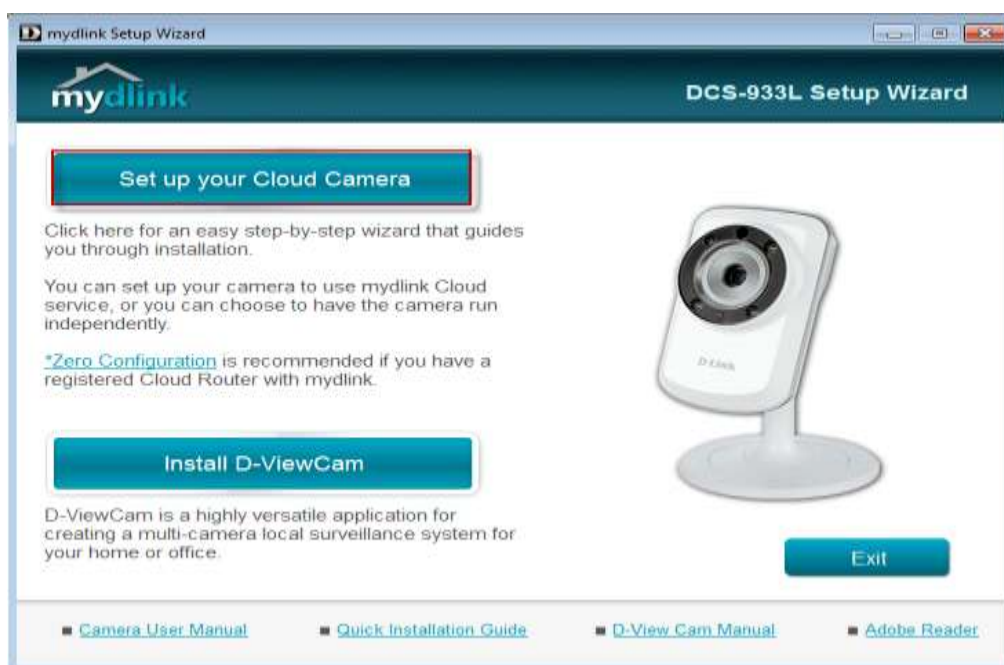 mydlink Setup Wizard
mydlink
DCS-933L Setup Wizard
Set up your Cloud Camera
Click here for an easy step-by-step wizard that guides
you through installation.
You can set up your camera to use mydlink Cloud
service, or you can choose to have the camera run
independently.
*Zero Configuration is recommended if you have a
registered Cloud Router with mydlink.
D-Link
Install D-ViewCam
D-ViewCam is a highly versatile application for
creating a multi-camera local surveillance system for
your home or office.
Exit
Camera User Manual
Quick Installation Guide
D-View Cam Manual
Adobe Reader